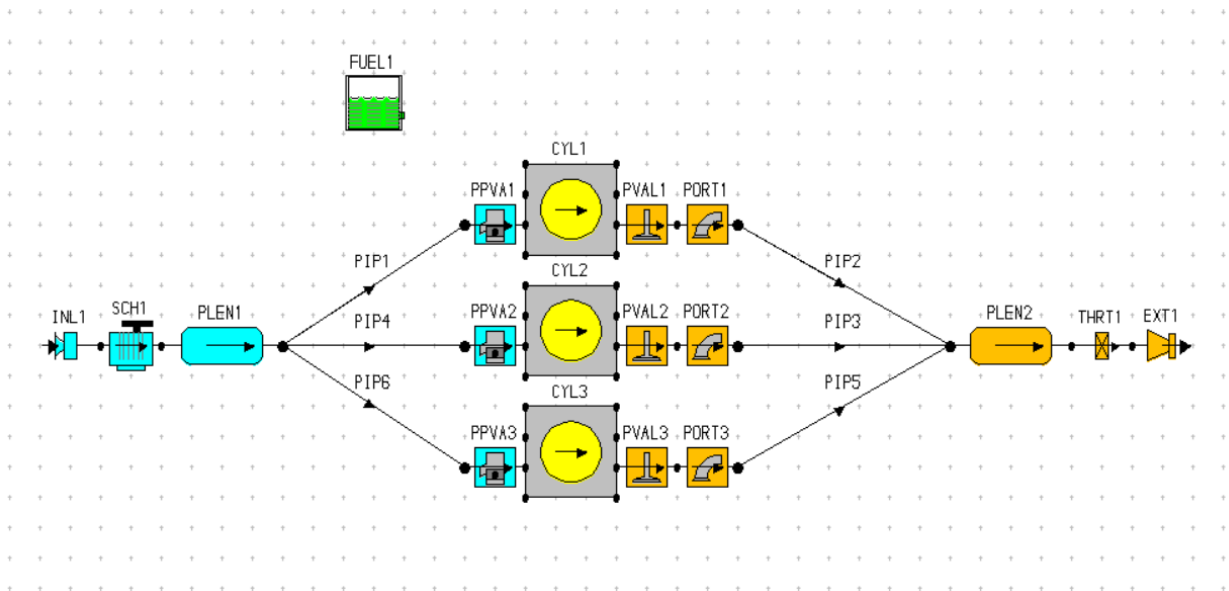 FUEL1
CYL1
PPVA1
PVAL1
PORT1
PIP1
PIP2
CYL2
INL1
SCH1
PLEN1
PIP4
PPVA2
PVAL2
PORT2
PIP3
PLEN2
THRT1
EXT1
PIP6
PIP5
CYL3
PPVA3
PVAL3
PORT3